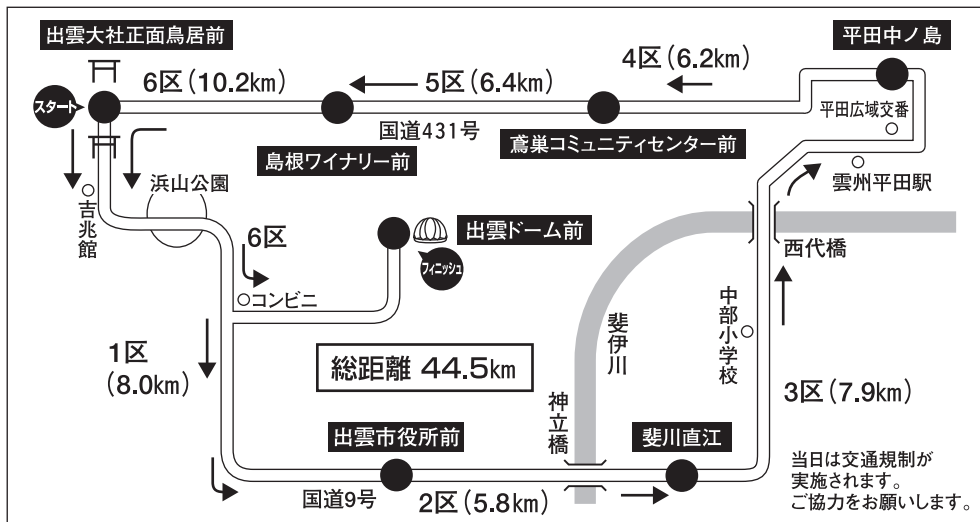 出雲大社正面鳥居前
平田中ノ島
6区(10.2km)
5区(6.4km)
4区(6.2km)
スタート
国道431号
平田広域交番
島根ワイナリー前
鳶巣コミュニティセンター前
雲州平田駅
浜山公園
吉兆館
6区
出雲ドーム前
フィニッシュ
西代橋
コンビニ
中部小学校
斐伊川
1区
(8.0km)
総距離 44.5km
3区(7.9km)
神立橋
出雲市役所前
斐川直江
国道9号
2区(5.8km)
当日は交通規制が
実施されます。
ご協力をお願いします。